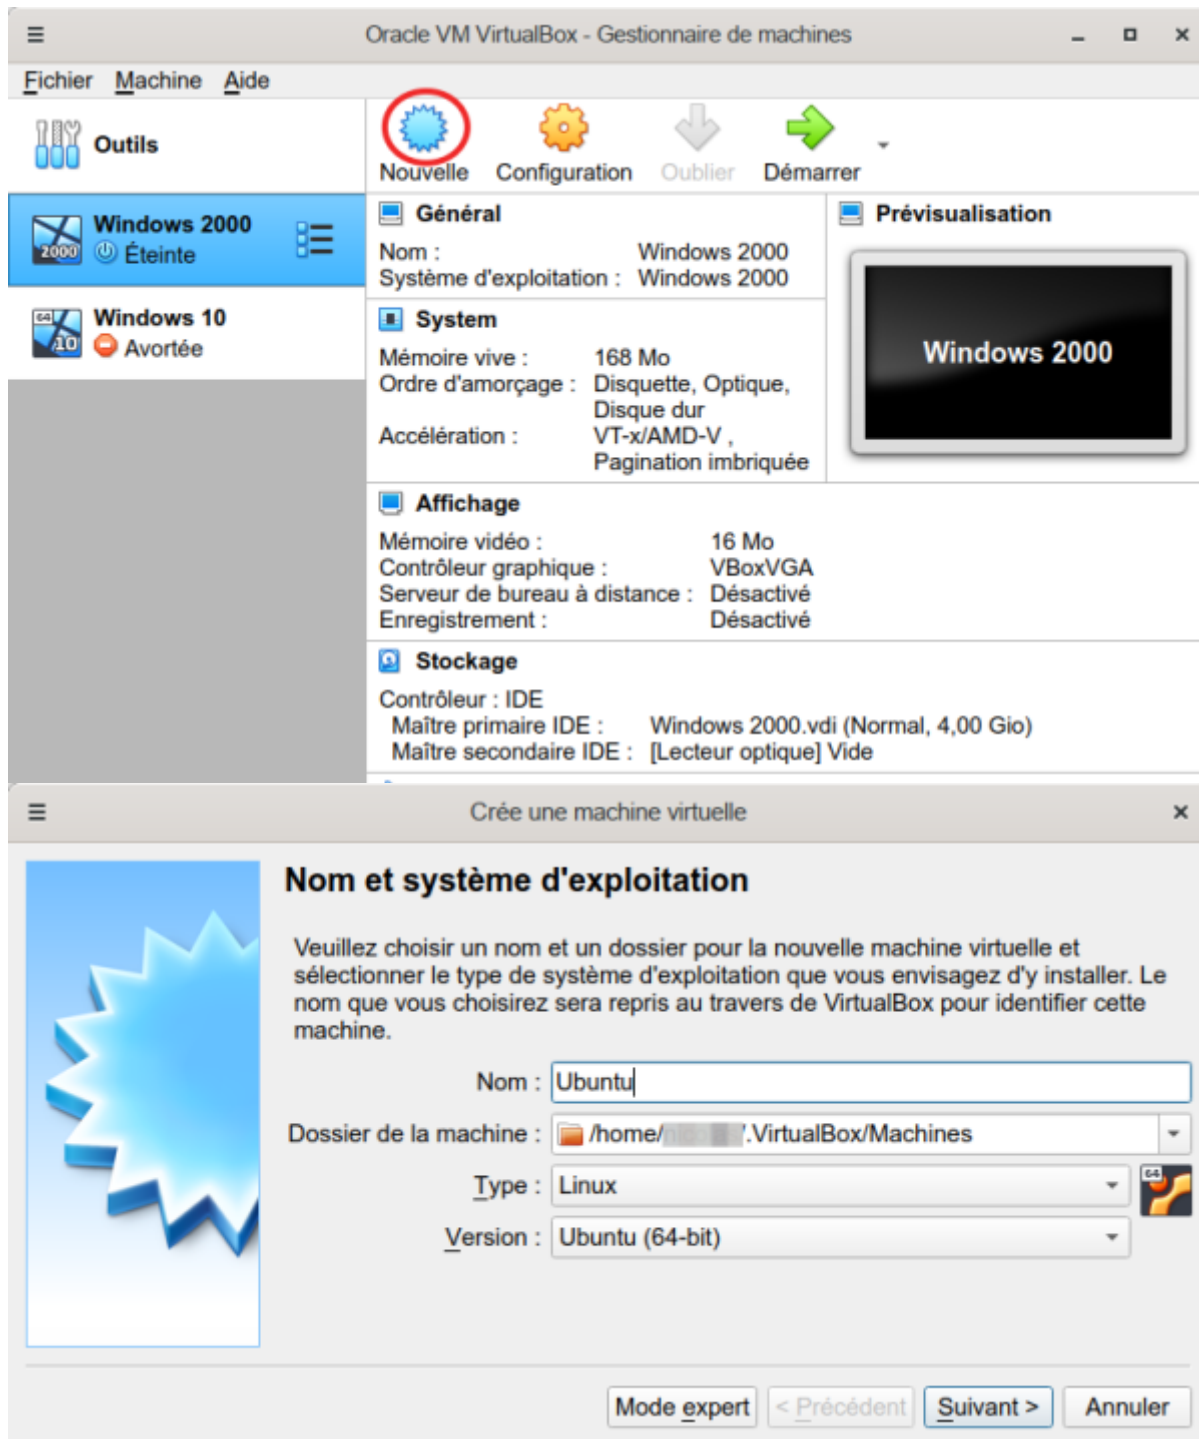 Oracle VM VirtualBox - Gestionnaire de machines
Fichier Machine Aide
Outils
Nouvelle Configuration Oublier Démarrer
Windows 2000
Éteinte
2000
Windows 10
Avortée
64
10
Général
Nom : Windows 2000
Système d'exploitation : Windows 2000
Prévisualisation
Windows 2000
System
Mémoire vive : 168 Mo
Ordre d'amorçage : Disquette, Optique,
Disque dur
Accélération : VT-x/AMD-V ,
Pagination imbriquée
Affichage
Mémoire vidéo : 16 Mo
Contrôleur graphique : VBoxVGA
Serveur de bureau à distance : Désactivé
Enregistrement : Désactivé
Stockage
Contrôleur : IDE
Maître primaire IDE : Windows 2000.vdi (Normal, 4,00 Gio)
Maître secondaire IDE : [Lecteur optique] Vide
Crée une machine virtuelle
Nom et système d'exploitation
Veuillez choisir un nom et un dossier pour la nouvelle machine virtuelle et
sélectionner le type de système d'exploitation que vous envisagez d'y installer. Le
nom que vous choisirez sera repris au travers de VirtualBox pour identifier cette
machine.
Nom : Ubuntu
Dossier de la machine : /home/ /.VirtualBox/Machines
Type : Linux
64
Version : Ubuntu (64-bit)
Mode expert < Précédent Suivant > Annuler